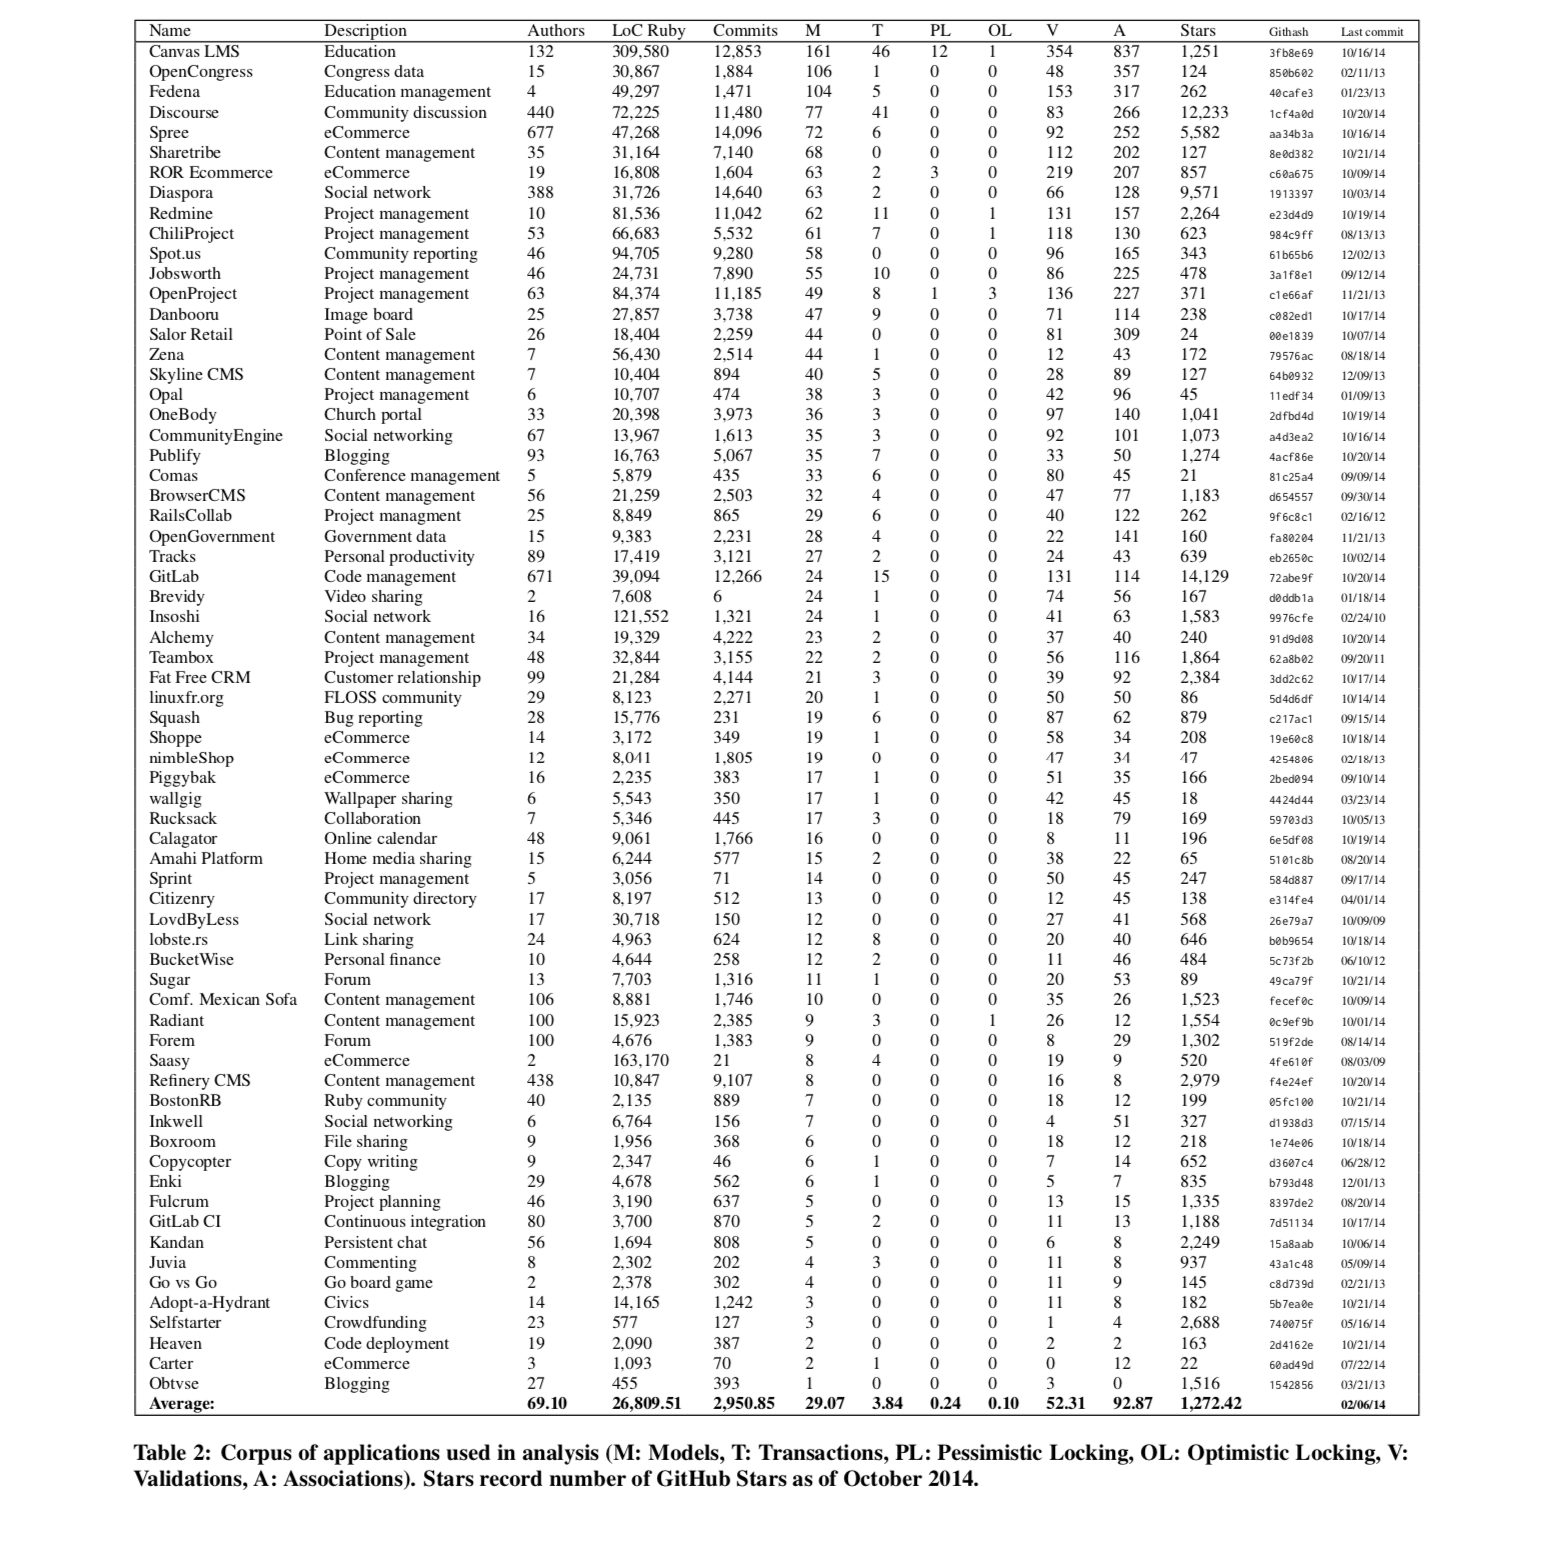 Name Description Authors LoC Ruby Commits M T PL OL V A Stars Githash Last commit
Canvas LMS Education 132 309,580 12,853 161 46 12 1 354 837 1,251 3fb8e69 10/16/14
OpenCongress Congress data 15 30,867 1,884 106 1 0 0 48 357 124 850b602 02/11/13
Fedena Education management 4 49,297 1,471 104 5 0 0 153 317 262 40cafe3 01/23/13
Discourse Community discussion 440 72,225 11,480 77 41 0 0 83 266 12,233 1cf4a0d 10/20/14
Spree eCommerce 677 47,268 14,096 72 6 0 0 92 252 5,582 aa34b3a 10/16/14
Sharetribe Content management 35 31,164 7,140 68 0 0 0 112 202 127 8e0d382 10/21/14
ROR Ecommerce eCommerce 19 16,808 1,604 63 2 3 0 219 207 857 c60a675 10/09/14
Diaspora Social network 388 31,726 14,640 63 2 0 0 66 128 9,571 1913397 10/03/14
Redmine Project management 10 81,536 11,042 62 11 0 1 131 157 2,264 e23d4d9 10/19/14
ChiliProject Project management 53 66,683 5,532 61 7 0 1 118 130 623 984c9ff 08/13/13
Spot.us Community reporting 46 94,705 9,280 58 0 0 0 96 165 343 61b65b6 12/02/13
Jobsworth Project management 46 24,731 7,890 55 10 0 0 86 225 478 3a1f8e1 09/12/14
OpenProject Project management 63 84,374 11,185 49 8 1 3 136 227 371 c1e66af 11/21/13
Danbooru Image board 25 27,857 3,738 47 9 0 0 71 114 238 c082ed1 10/17/14
Salor Retail Point of Sale 26 18,404 2,259 44 0 0 0 81 309 24 00e1839 10/07/14
Zena Content management 7 56,430 2,514 44 1 0 0 12 43 172 79576ac 08/18/14
Skyline CMS Content management 7 10,404 894 40 5 0 0 28 89 127 64b0932 12/09/13
Opal Project management 6 10,707 474 38 3 0 0 42 96 45 11edf34 01/09/13
OneBody Church portal 33 20,398 3,973 36 3 0 0 97 140 1,041 2dfbd4d 10/19/14
CommunityEngine Social networking 67 13,967 1,613 35 3 0 0 92 101 1,073 a4d3ea2 10/16/14
Publify Blogging 93 16,763 5,067 35 7 0 0 33 50 1,274 4acf86e 10/20/14
Comas Conference management 5 5,879 435 33 6 0 0 80 45 21 81c25a4 09/09/14
BrowserCMS Content management 56 21,259 2,503 32 4 0 0 47 77 1,183 d654557 09/30/14
RailsCollab Project managment 25 8,849 865 29 6 0 0 40 122 262 9f6c8c1 02/16/12
OpenGovernment Government data 15 9,383 2,231 28 4 0 0 22 141 160 fa80204 11/21/13
Tracks Personal productivity 89 17,419 3,121 27 2 0 0 24 43 639 eb2650c 10/02/14
GitLab Code management 671 39,094 12,266 24 15 0 0 131 114 14,129 72abe9f 10/20/14
Brevidy Video sharing 2 7,608 6 24 1 0 0 74 56 167 d0ddb1a 01/18/14
Insoshi Social network 16 121,552 1,321 24 1 0 0 41 63 1,583 9976cfe 02/24/10
Alchemy Content management 34 19,329 4,222 23 2 0 0 37 40 240 91d9d08 10/20/14
Teambox Project management 48 32,844 3,155 22 2 0 0 56 116 1,864 62a8b02 09/20/11
Fat Free CRM Customer relationship 99 21,284 4,144 21 3 0 0 39 92 2,384 3dd2c62 10/17/14
linuxfr.org FLOSS community 29 8,123 2,271 20 1 0 0 50 50 86 5d4d6df 10/14/14
Squash Bug reporting 28 15,776 231 19 6 0 0 87 62 879 c217ac1 09/15/14
Shoppe eCommerce 14 3,172 349 19 1 0 0 58 34 208 19e60c8 10/18/14
nimbleShop eCommerce 12 8,041 1,805 19 0 0 0 47 34 47 4254806 02/18/13
Piggybak eCommerce 16 2,235 383 17 1 0 0 51 35 166 2bed094 09/10/14
wallgig Wallpaper sharing 6 5,543 350 17 1 0 0 42 45 18 4424d44 03/23/14
Rucksack Collaboration 7 5,346 445 17 3 0 0 18 79 169 59703d3 10/05/13
Calagator Online calendar 48 9,061 1,766 16 0 0 0 8 11 196 6e5df08 10/19/14
Amahi Platform Home media sharing 15 6,244 577 15 2 0 0 38 22 65 5101c8b 08/20/14
Sprint Project management 5 3,056 71 14 0 0 0 50 45 247 584d887 09/17/14
Citizenry Community directory 17 8,197 512 13 0 0 0 12 45 138 e314fe4 04/01/14
LovdByLess Social network 17 30,718 150 12 0 0 0 27 41 568 26e79a7 10/09/09
lobste.rs Link sharing 24 4,963 624 12 8 0 0 20 40 646 b0b9654 10/18/14
BucketWise Personal finance 10 4,644 258 12 2 0 0 11 46 484 5c73f2b 06/10/12
Sugar Forum 13 7,703 1,316 11 1 0 0 20 53 89 49ca79f 10/21/14
Comf. Mexican Sofa Content management 106 8,881 1,746 10 0 0 0 35 26 1,523 fecef0c 10/09/14
Radiant Content management 100 15,923 2,385 9 3 0 1 26 12 1,554 0c9ef9b 10/01/14
Forem Forum 100 4,676 1,383 9 0 0 0 8 29 1,302 519f2de 08/14/14
Saasy eCommerce 2 163,170 21 8 4 0 0 19 9 520 4fe610f 08/03/09
Refinery CMS Content management 438 10,847 9,107 8 0 0 0 16 8 2,979 f4e24ef 10/20/14
BostonRB Ruby community 40 2,135 889 7 0 0 0 18 12 199 05fc100 10/21/14
Inkwell Social networking 6 6,764 156 7 0 0 0 4 51 327 d1938d3 07/15/14
Boxroom File sharing 9 1,956 368 6 0 0 0 18 12 218 1e74e06 10/18/14
Copycopter Copy writing 9 2,347 46 6 1 0 0 7 14 652 d3607c4 06/28/12
Enki Blogging 29 4,678 562 6 1 0 0 5 7 835 b793d48 12/01/13
Fulcrum Project planning 46 3,190 637 5 0 0 0 13 15 1,335 8397de2 08/20/14
GitLab CI Continuous integration 80 3,700 870 5 2 0 0 11 13 1,188 7d51134 10/17/14
Kandan Persistent chat 56 1,694 808 5 0 0 0 6 8 2,249 15a8aab 10/06/14
Juvia Commenting 8 2,302 202 4 3 0 0 11 8 937 43a1c48 05/09/14
Go vs Go Go board game 2 2,378 302 4 0 0 0 11 9 145 c8d739d 02/21/13
Adopt-a-Hydrant Civics 14 14,165 1,242 3 0 0 0 11 8 182 5b7ea0e 10/21/14
Selfstarter Crowdfunding 23 577 127 3 0 0 0 1 4 2,688 740075f 05/16/14
Heaven Code deployment 19 2,090 387 2 0 0 0 2 2 163 2d4162e 10/21/14
Carter eCommerce 3 1,093 70 2 1 0 0 0 12 22 60ad49d 07/22/14
Obtvse Blogging 27 455 393 1 0 0 0 3 0 1,516 1542856 03/21/13
Average: 69.10 26,809.51 2,950.85 29.07 3.84 0.24 0.10 52.31 92.87 1,272.42 02/06/14
Table 2: Corpus of applications used in analysis (M: Models, T: Transactions, PL: Pessimistic Locking, OL: Optimistic Locking, V:
Validations, A: Associations). Stars record number of GitHub Stars as of October 2014.